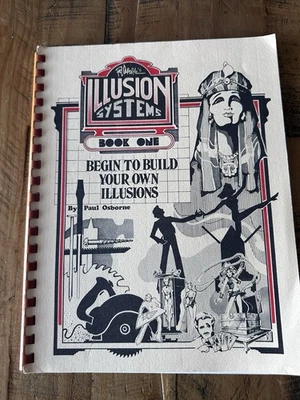 ILLUSION
SYSTEMS
BOOK ONE
BEGIN TO BUILD
YOUR OWN
ILLUSIONS
By Paul Osborne